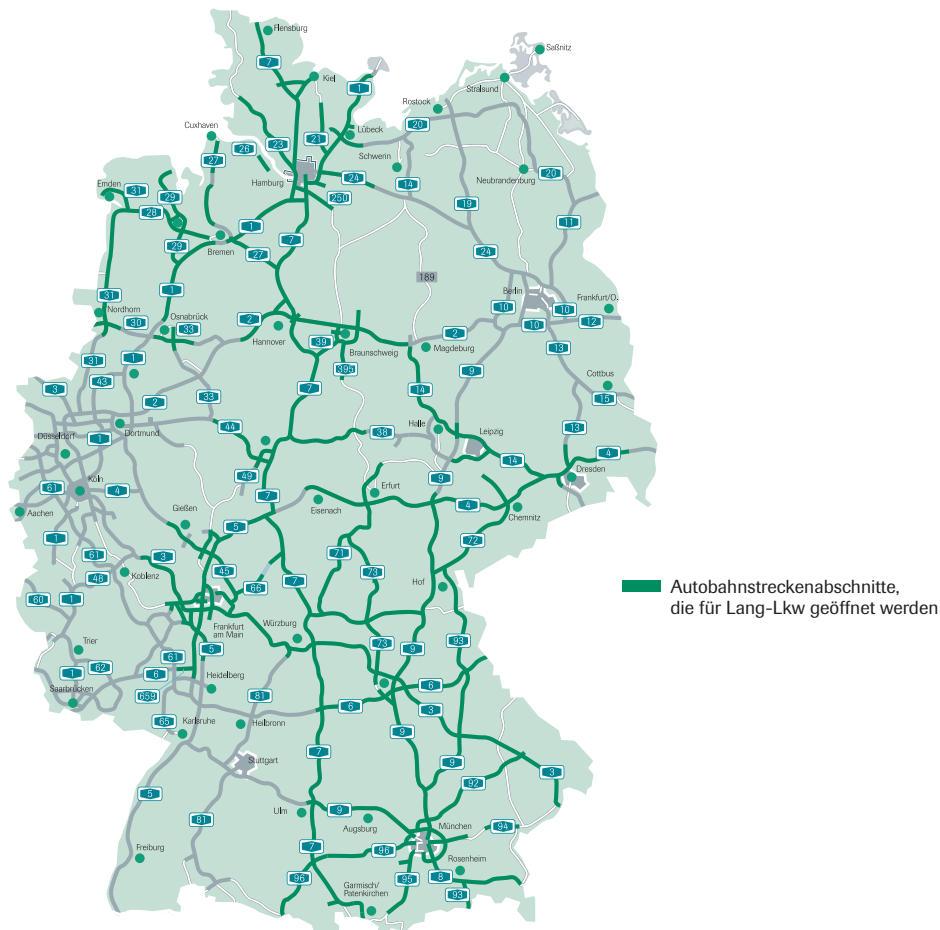 Flensburg
Saßnitz
7
Kiel
1
Stralsund
Rostock
20
Cuxhaven
26
23
21
Lübeck
27
Schwerin
Hamburg
24
14
Neubrandenburg
20
Emden
31
29
250
19
28
1
7
11
29
Bremen
27
24
189
31
1
Berlin
Frankfurt/O.
Nordhorn
10
10
30
Osnabrück
33
2
Hannover
39
Braunschweig
2
10
12
Magdeburg
13
31
1
395
9
3
43
7
14
Cottbus
2
33
15
Düsseldorf
1
Dortmund
44
38
Halle
Leipzig
13
4
14
Dresden
61
Köln
4
49
7
9
Erfurt
Aachen
Gießen
5
Eisenach
4
Chemnitz
1
61
3
71
72
48
Koblenz
45
66
7
73
Hof
60
1
Frankfurt
am Main
Würzburg
Trier
61
5
73
9
93
1
62
6
Saarbrücken
659
Heidelberg
81
6
6
65
Karlsruhe
Heilbronn
3
7
9
Stuttgart
9
3
5
92
81
Ulm
9
Augsburg
München
94
Freiburg
7
96
Rosenheim
96
Garmisch/
Patenkirchen
95
8
93
Autobahnstreckenabschnitte,
die für Lang-Lkw geöffnet werden